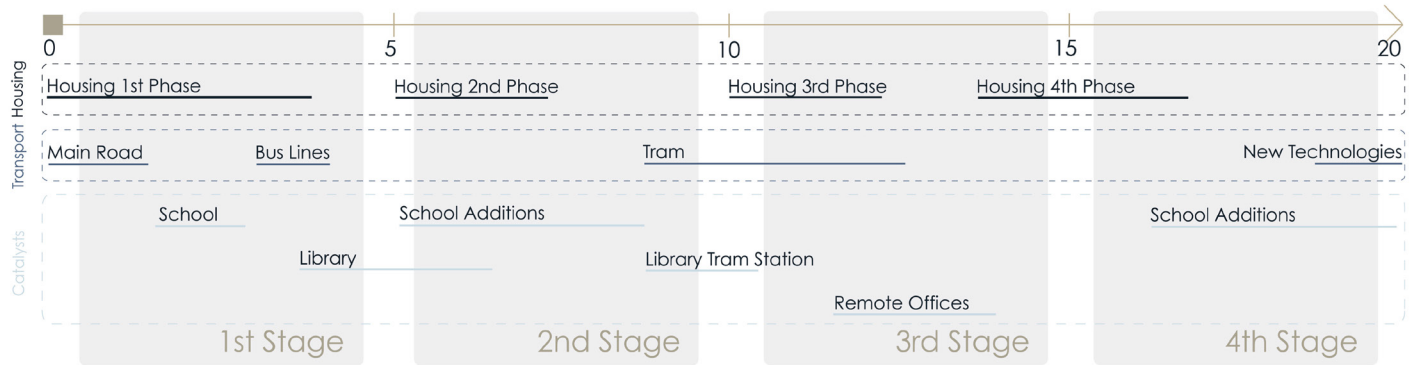 0 5 10 15 20
Housing
Housing 1st Phase Housing 2nd Phase Housing 3rd Phase Housing 4th Phase
Transport
Main Road Bus Lines Tram New Technologies
Catalysts
School School Additions School Additions
Library Library Tram Station
Remote Offices
1st Stage 2nd Stage 3rd Stage 4th Stage